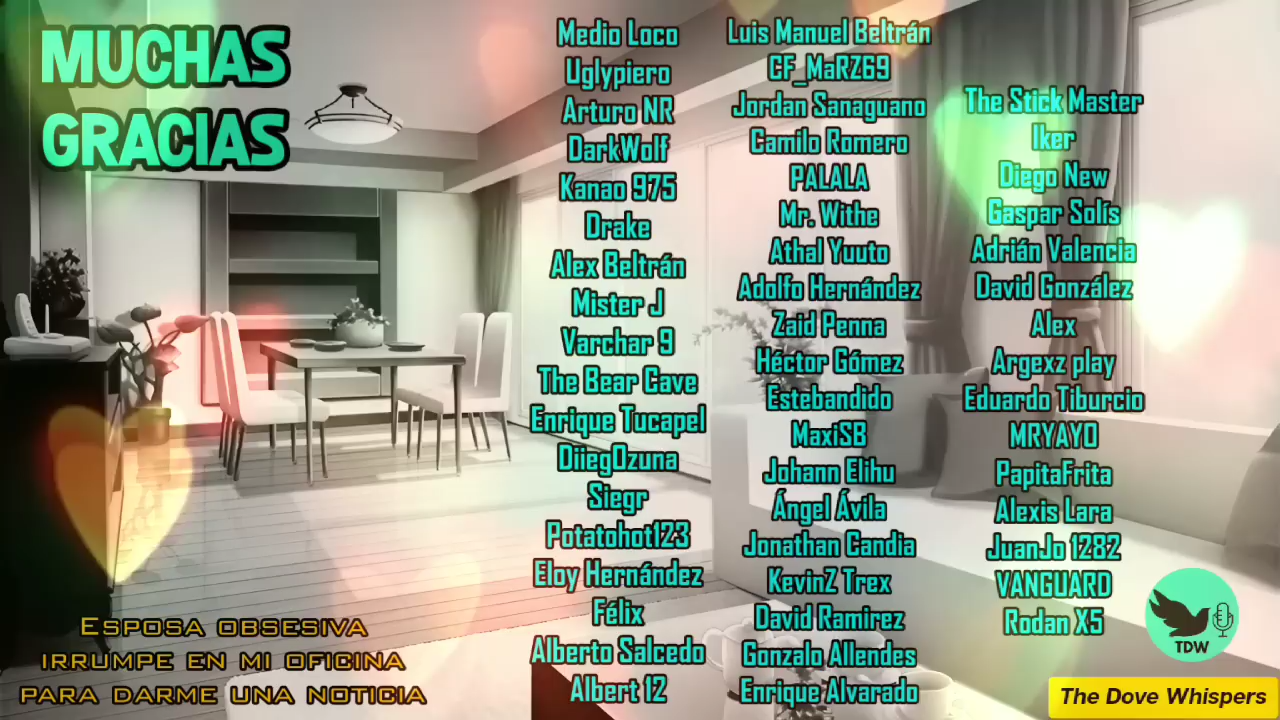 MUCHAS
GRACIAS
Medio Loco
Uglypiero
Arturo NR
DarkWolf
Kanao 975
Drake
Alex Beltrán
Mister J
Varchar 9
The Bear Cave
Enrique Tucapel
DiiegOzuna
Siegr
Potatohot123
Eloy Hernández
Félix
Alberto Salcedo
Albert 12
Luis Manuel Beltrán
CF_MaRZ69
Jordan Sanaguano
Camilo Romero
PALALA
Mr. Withe
Athal Yuuto
Adolfo Hernández
Zaid Penna
Héctor Gómez
Estebandido
MaxiSB
Johann Elihu
Ángel Ávila
Jonathan Candia
KevinZ Trex
David Ramirez
Gonzalo Allendes
Enrique Alvarado
The Stick Master
Iker
Diego New
Gaspar Solís
Adrián Valencia
David González
Alex
Argexz play
Eduardo Tiburcio
MRYAYO
PapitaFrita
Alexis Lara
JuanJo 1282
VANGUARD
Rodan X5
ESPOSA OBSESIVA
IRRUMPE EN MI OFICINA
PARA DARME UNA NOTICIA
TDW
The Dove Whispers